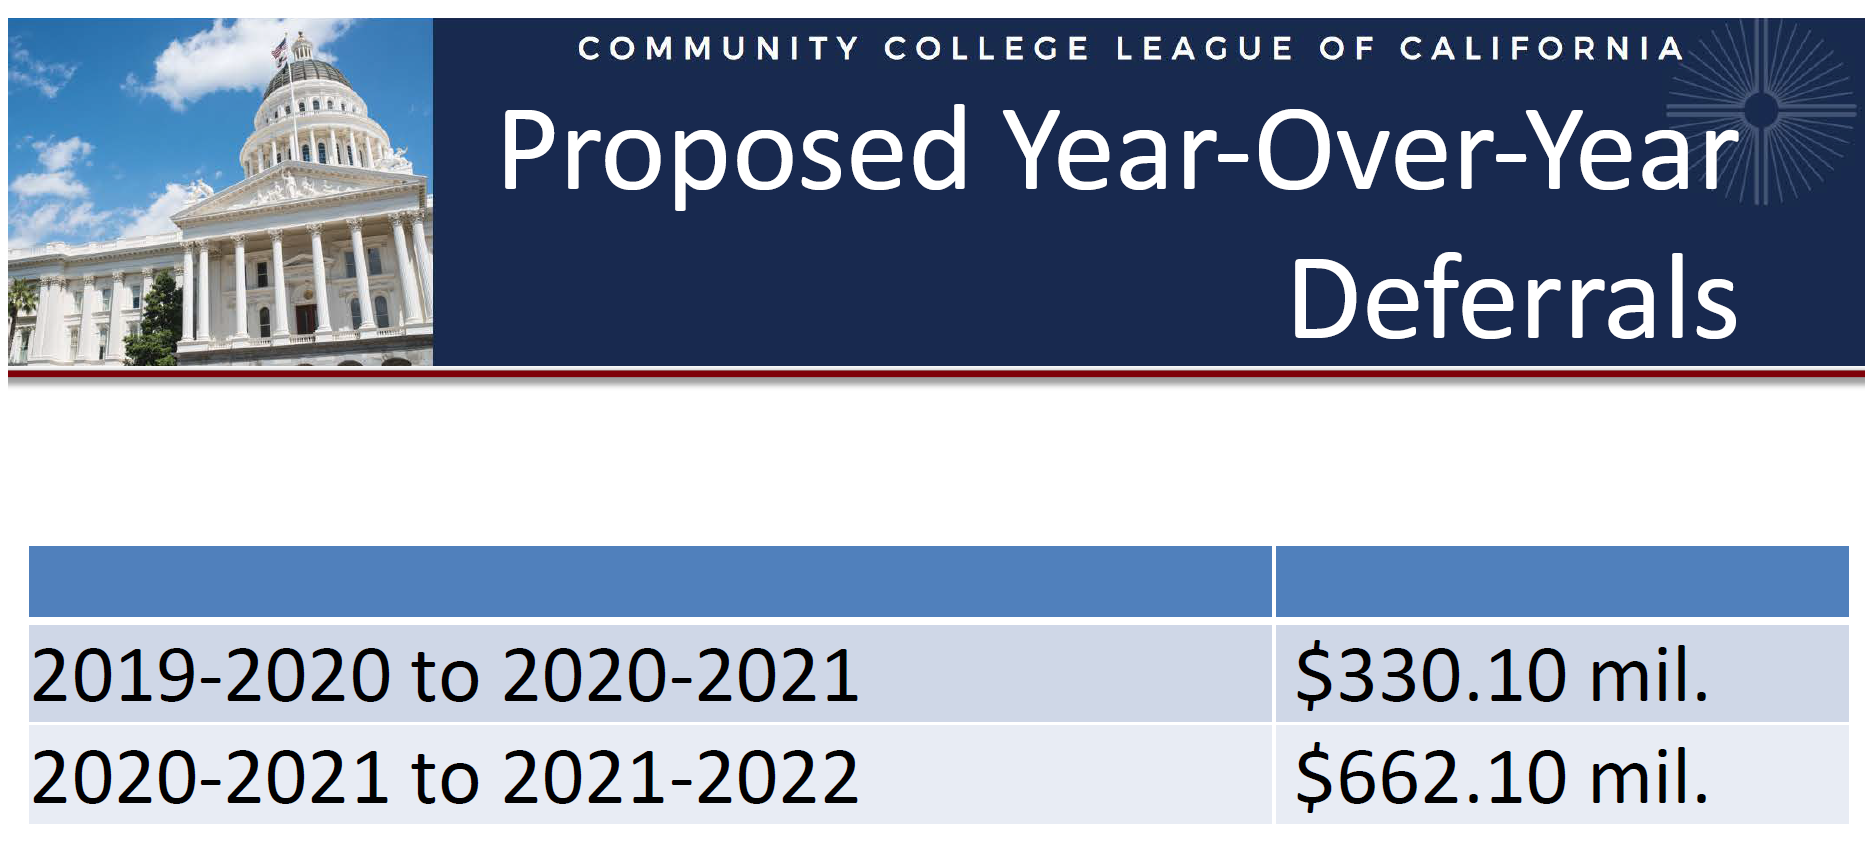 COMMUNITY COLLEGE LEAGUE OF CALIFORNIA
Proposed Year-Over-Year
Deferrals
2019-2020 to 2020-2021 $330.10 mil.
2020-2021 to 2021-2022 $662.10 mil.